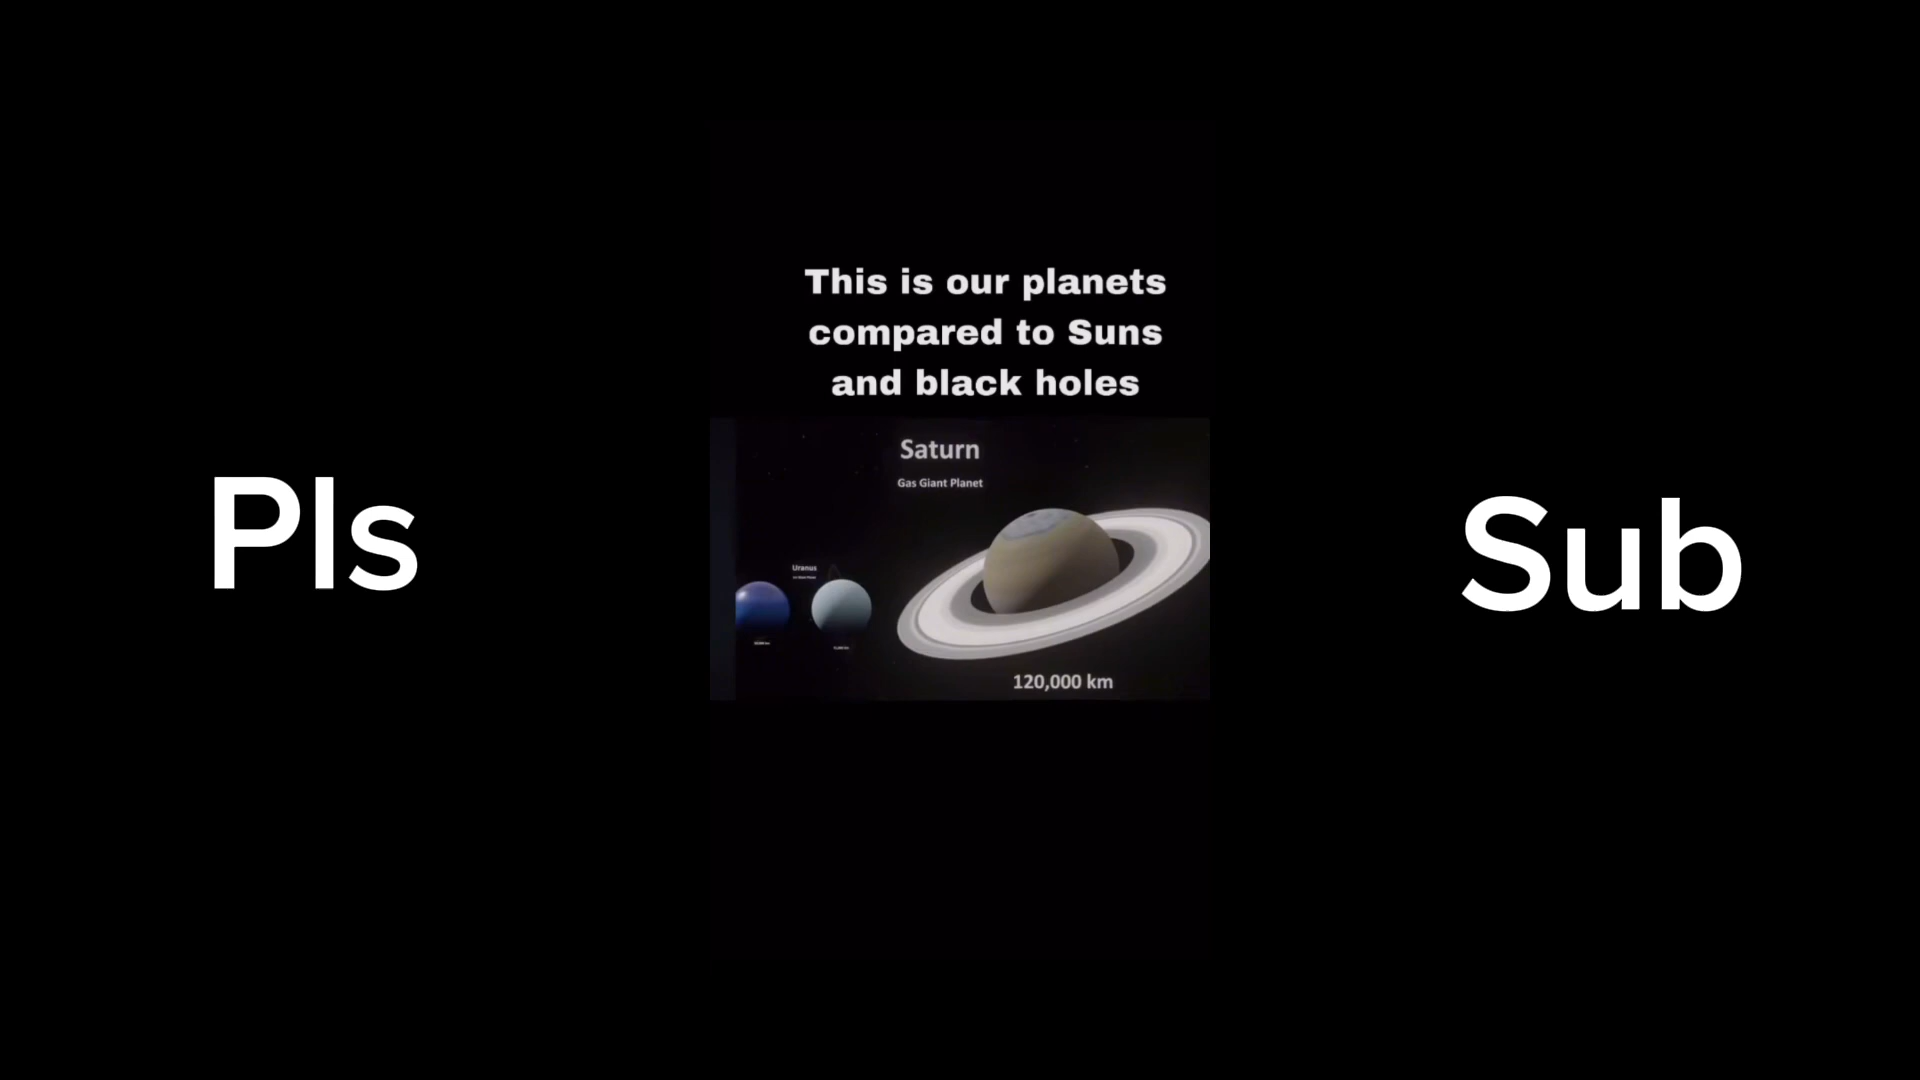 This is our planets
compared to Suns
and black holes
Saturn
Gas Giant Planet
Pls
Sub
Uranus
120,000 km